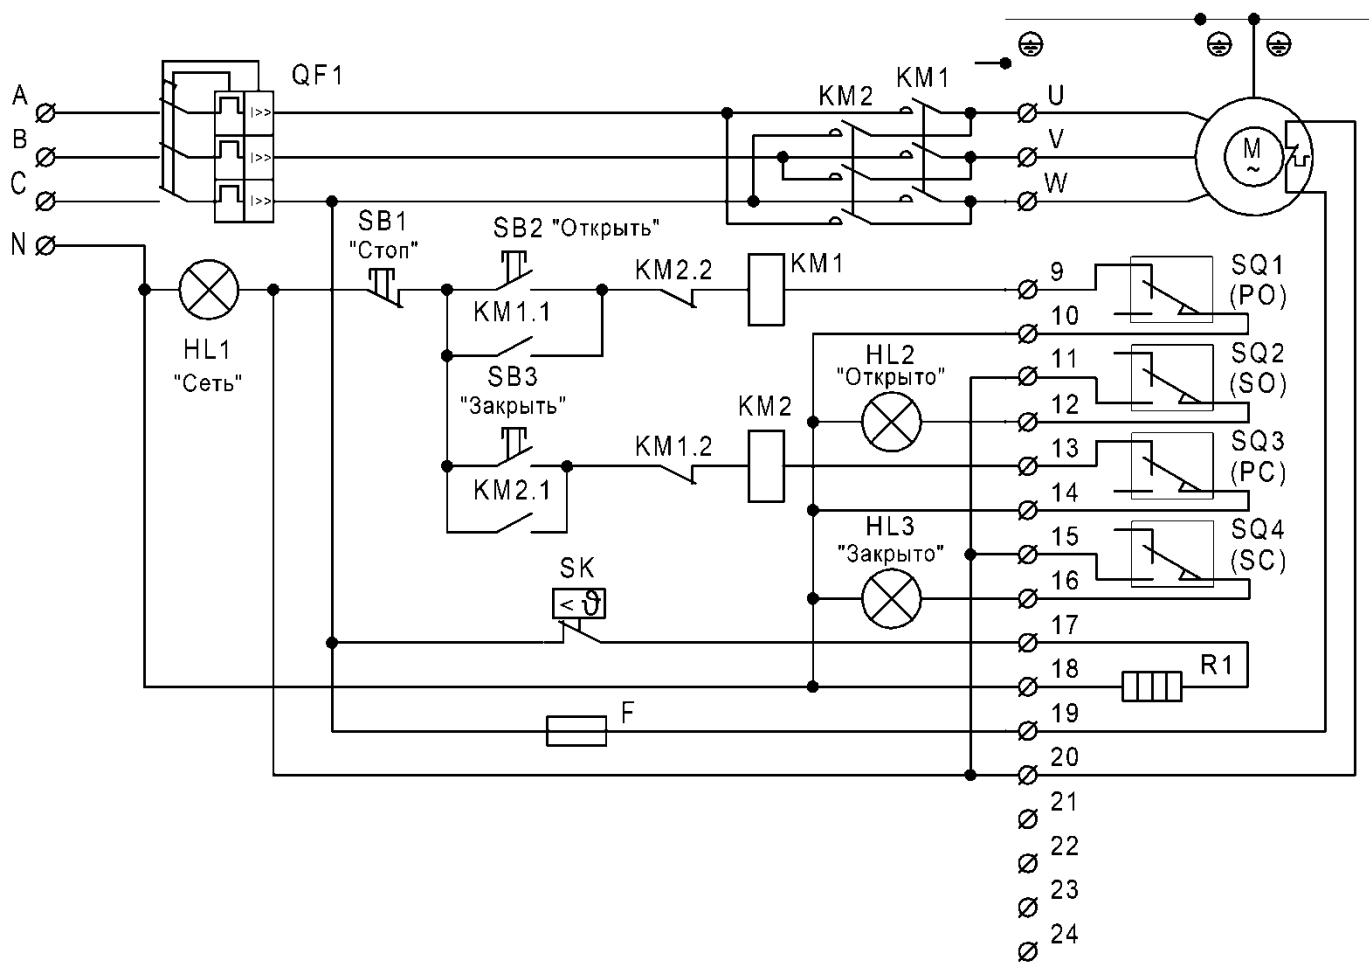 QF1
A
B
C
N
KM2
KM1
U
V
W
M
~
I>>
I>>
I>>
SB1
"Стоп"
SB2 "Открыть"
KM1.1
KM2.2
KM1
HL1
"Сеть"
SB3
"Закрыть"
KM2.1
KM1.2
KM2
HL2
"Открыто"
HL3
"Закрыто"
SK
< ϑ
F
9
10
11
12
13
14
15
16
17
18
19
20
21
22
23
24
SQ1
(PO)
SQ2
(SO)
SQ3
(PC)
SQ4
(SC)
R1